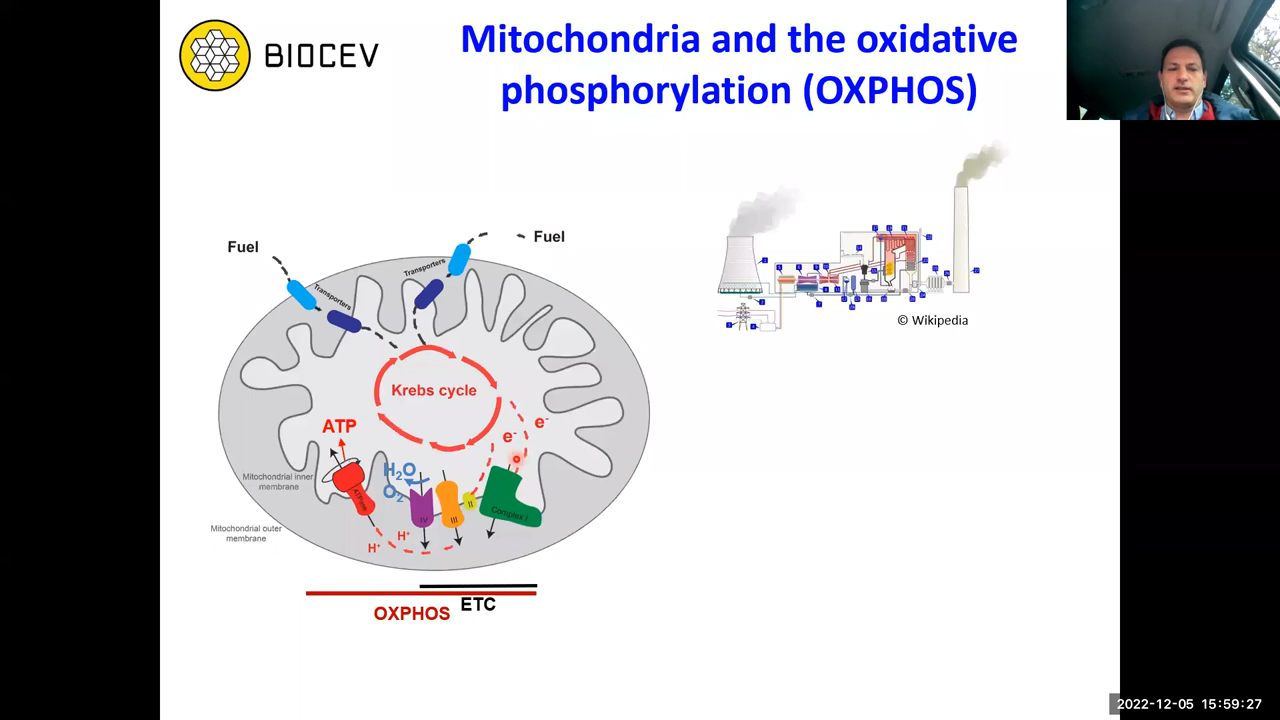 BIOCEV
Mitochondria and the oxidative
phosphorylation (OXPHOS)
Fuel
Fuel
Transporters
Transporters
© Wikipedia
Krebs cycle
ATP
e-
e-
H2O
O2
Mitochondrial inner
membrane
ATPase
IV
III
II
Complex I
Mitochondrial outer
membrane
H+
H+
ETC
OXPHOS
2022-12-05 15:59:27